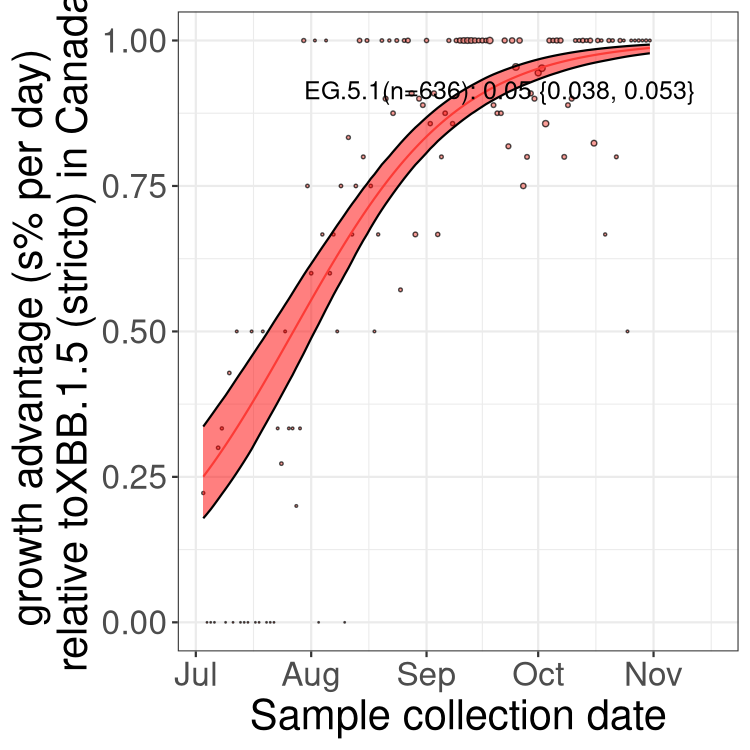 growth advantage (s% per day)
relative toXBB.1.5 (stricto) in Canada
1.00
0.75
0.50
0.25
0.00
EG.5.1(n=636): 0.05 {0.038, 0.053}
Jul Aug Sep Oct Nov
Sample collection date